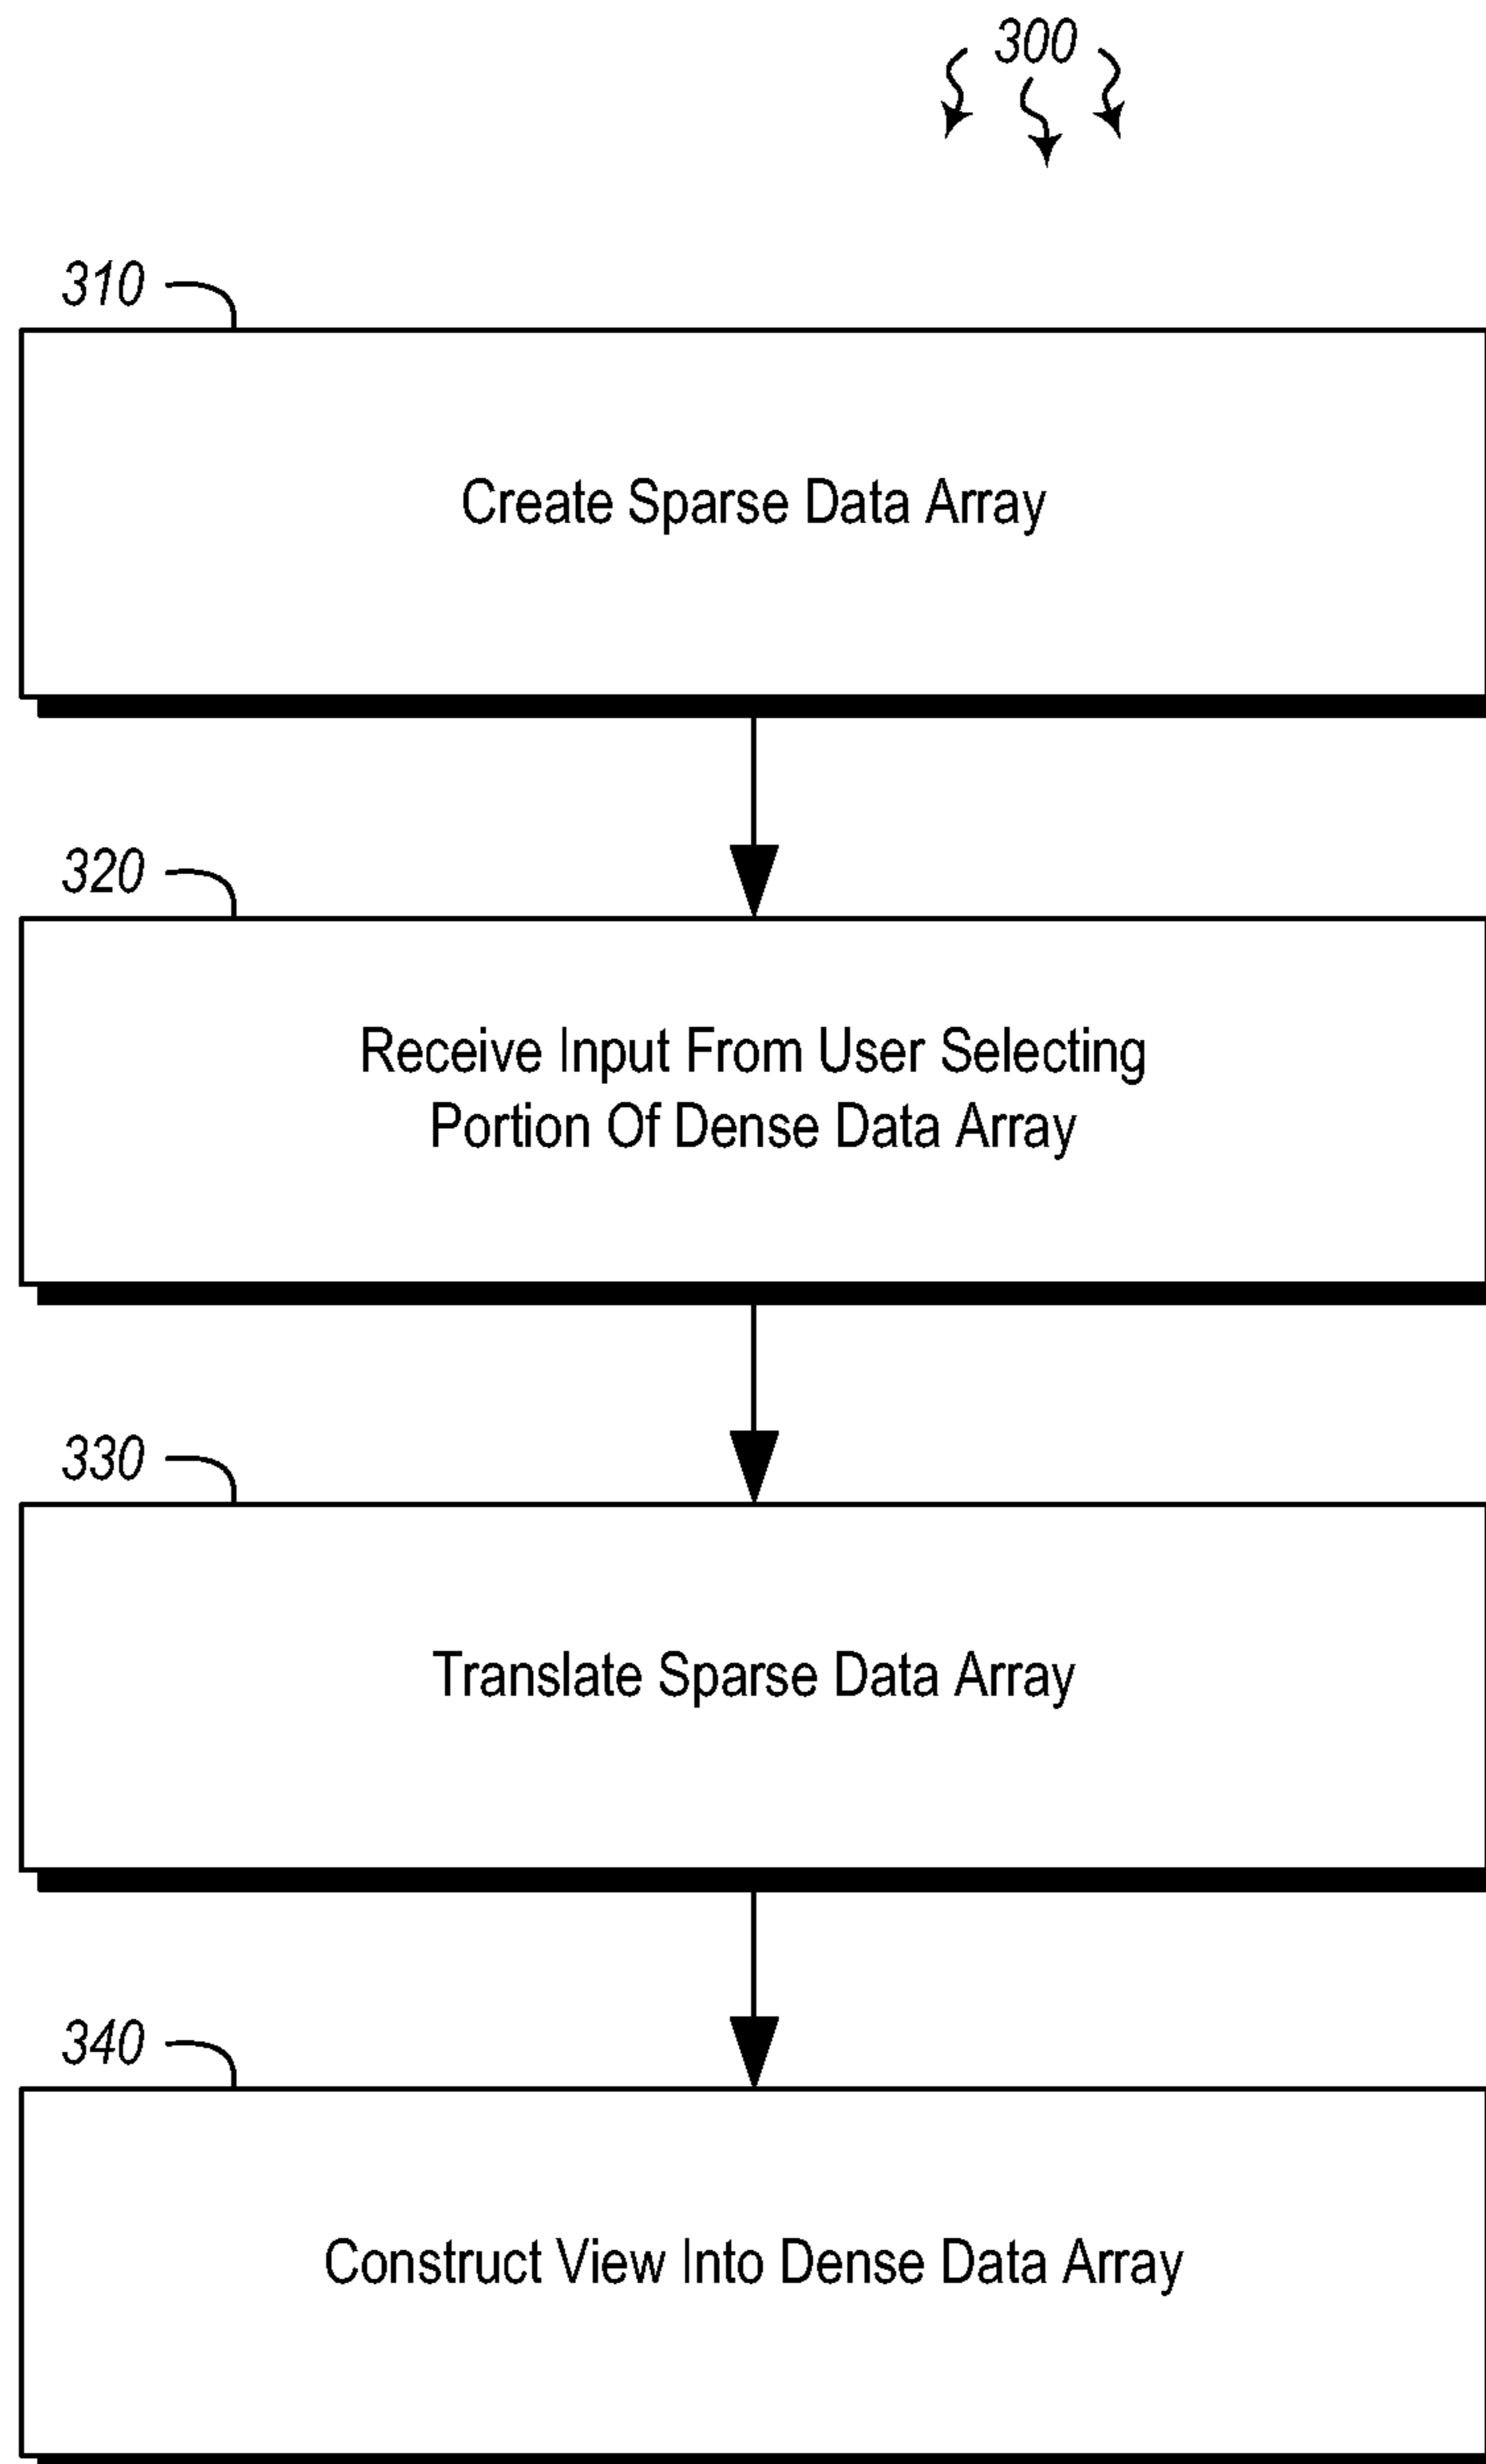 300
310
Create Sparse Data Array
320
Receive Input From User Selecting
Portion Of Dense Data Array
330
Translate Sparse Data Array
340
Construct View Into Dense Data Array